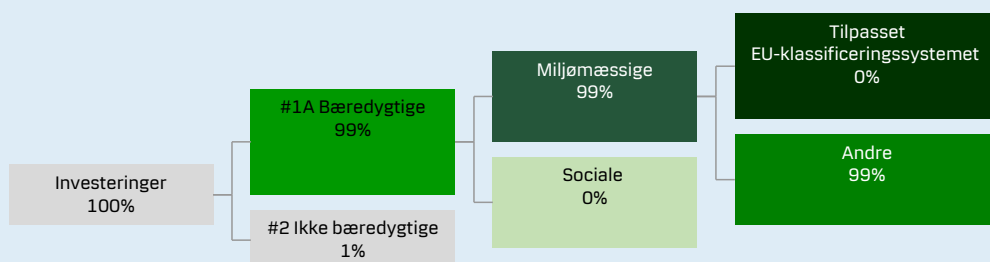 Investeringer
100%
#1A Bæredygtige
99%
#2 Ikke bæredygtige
1%
Miljømæssige
99%
Sociale
0%
Tilpasset
EU-klassificeringssystemet
0%
Andre
99%